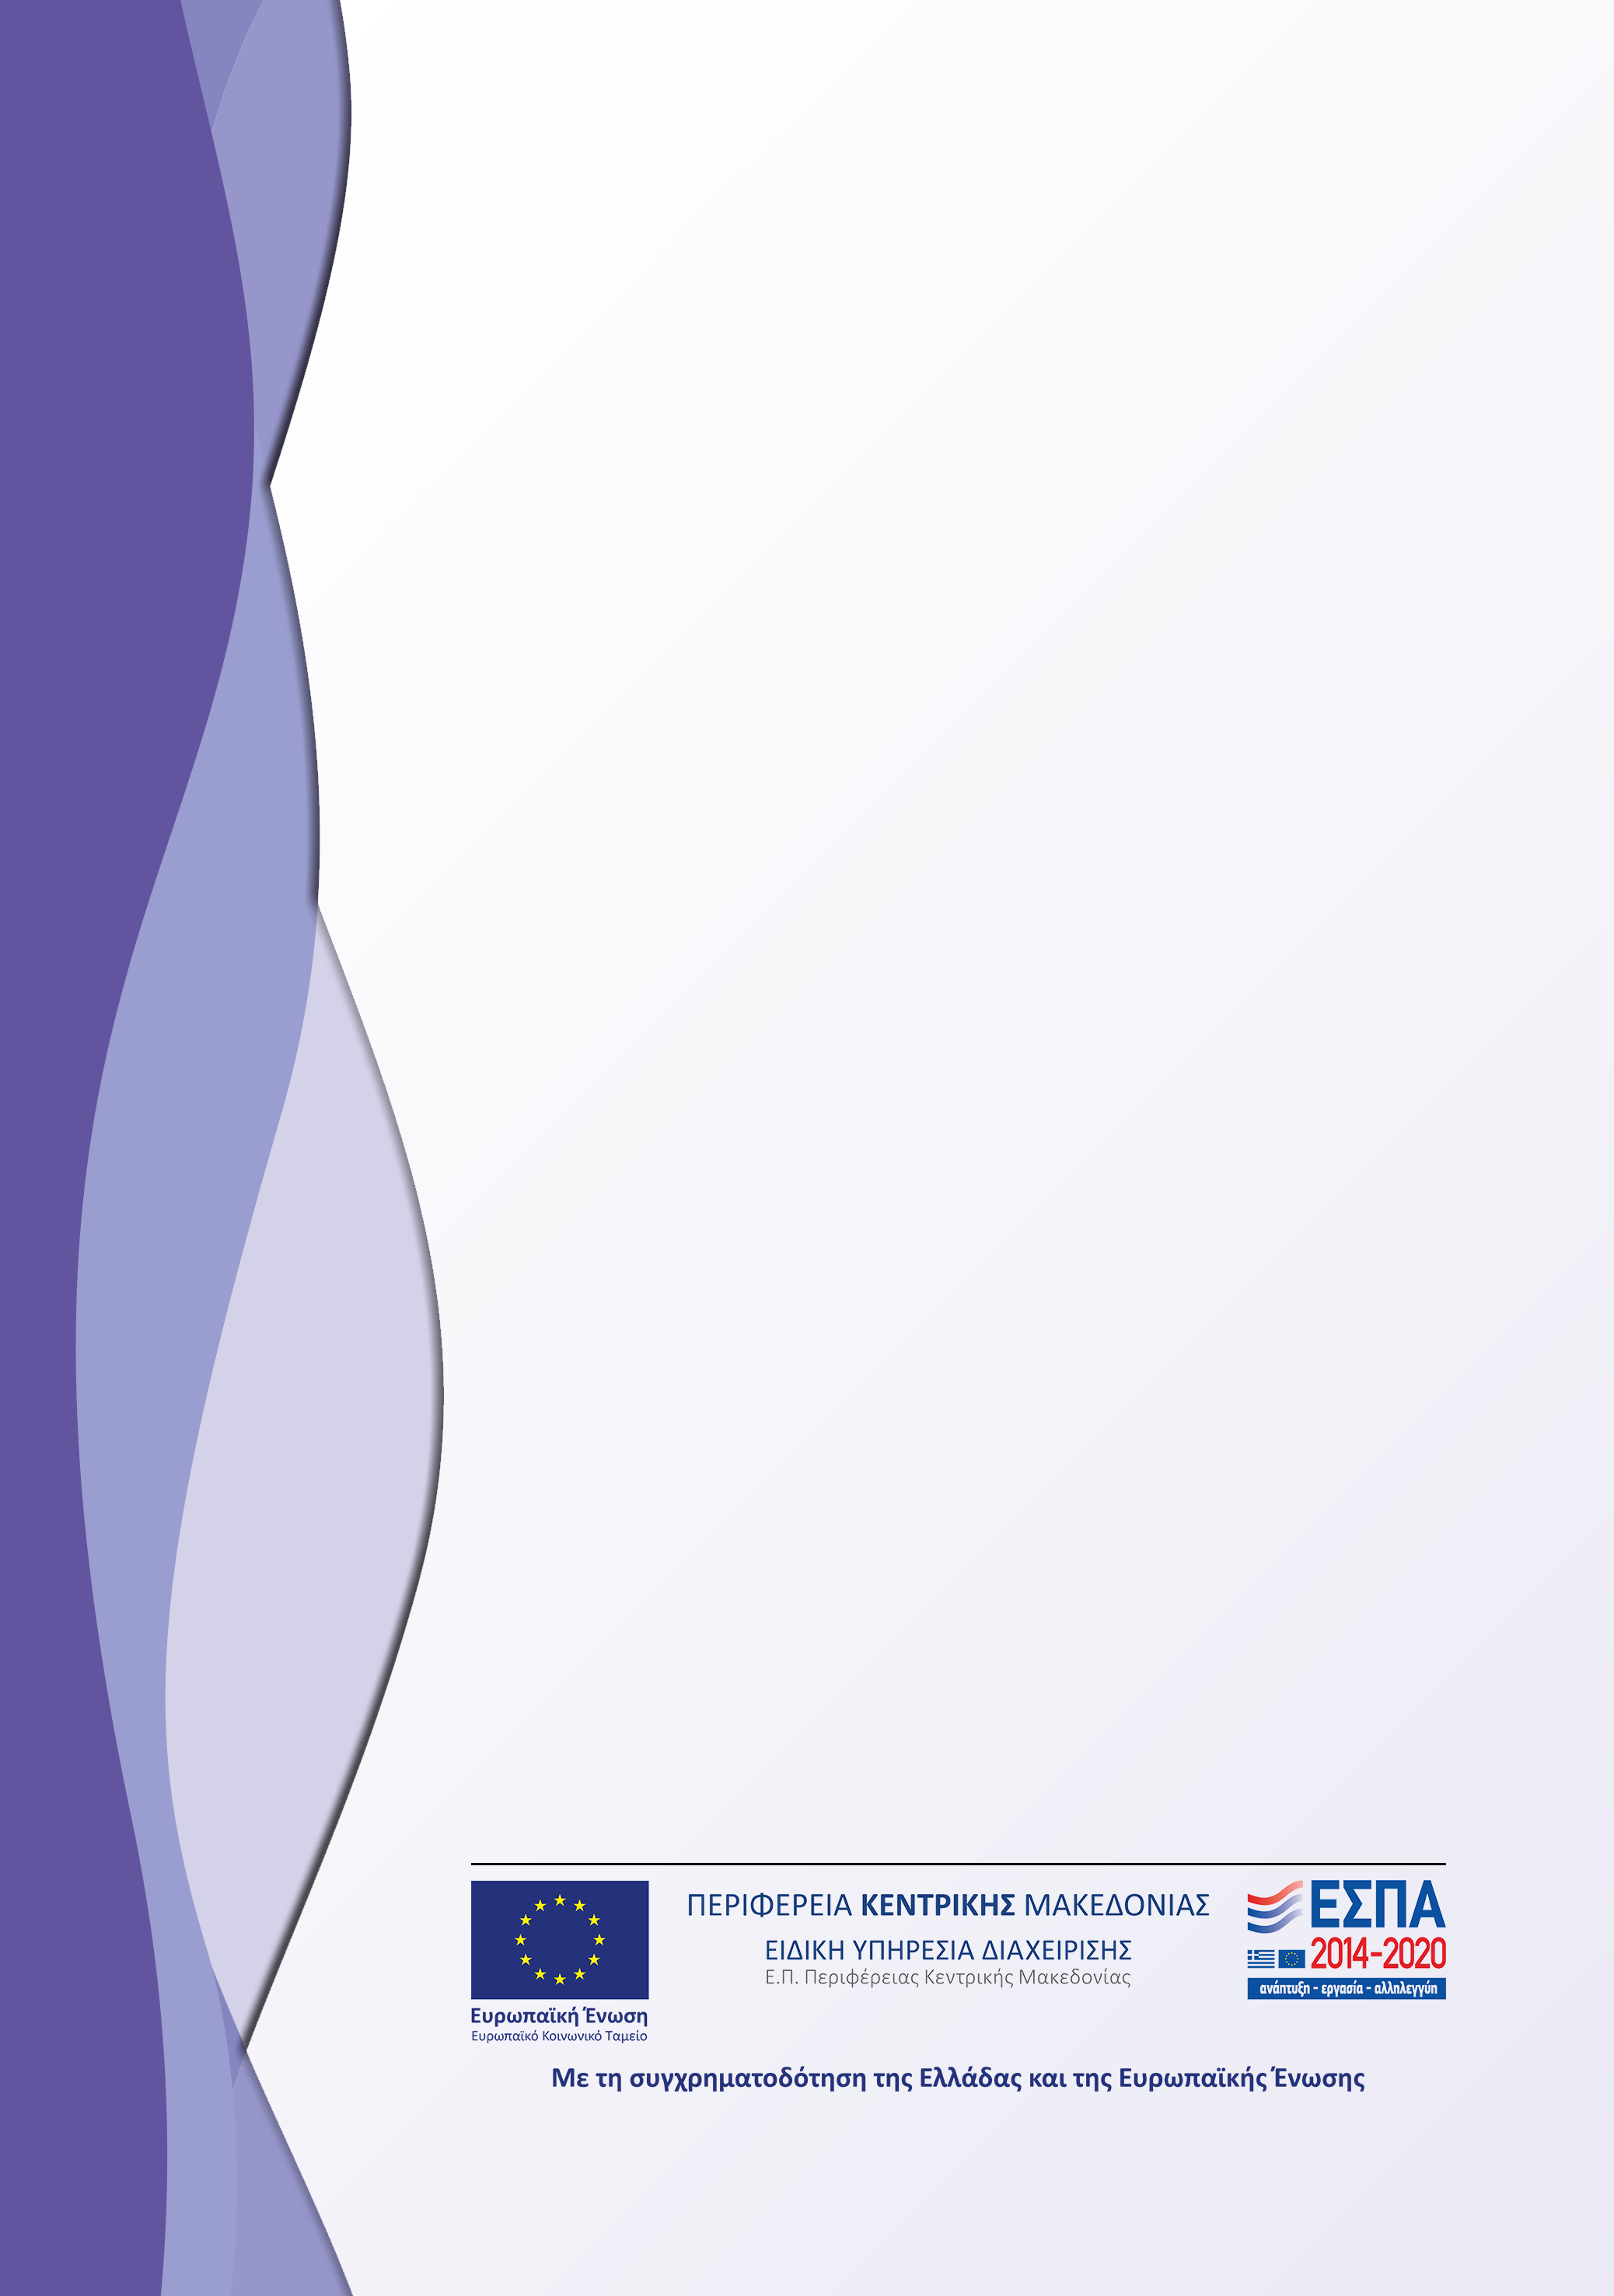 ΠΕΡΙΦΕΡΕΙΑ ΚΕΝΤΡΙΚΗΣ ΜΑΚΕΔΟΝΙΑΣ
ΕΙΔΙΚΗ ΥΠΗΡΕΣΙΑ ΔΙΑΧΕΙΡΙΣΗΣ
Ε.Π. Περιφέρειας Κεντρικής Μακεδονίας
Ευρωπαϊκή Ένωση
Ευρωπαϊκό Κοινωνικό Ταμείο
ΕΣΠΑ
2014-2020
ανάπτυξη - εργασία - αλληλεγγύη
Με τη συγχρηματοδότηση της Ελλάδας και της Ευρωπαϊκής Ένωσης